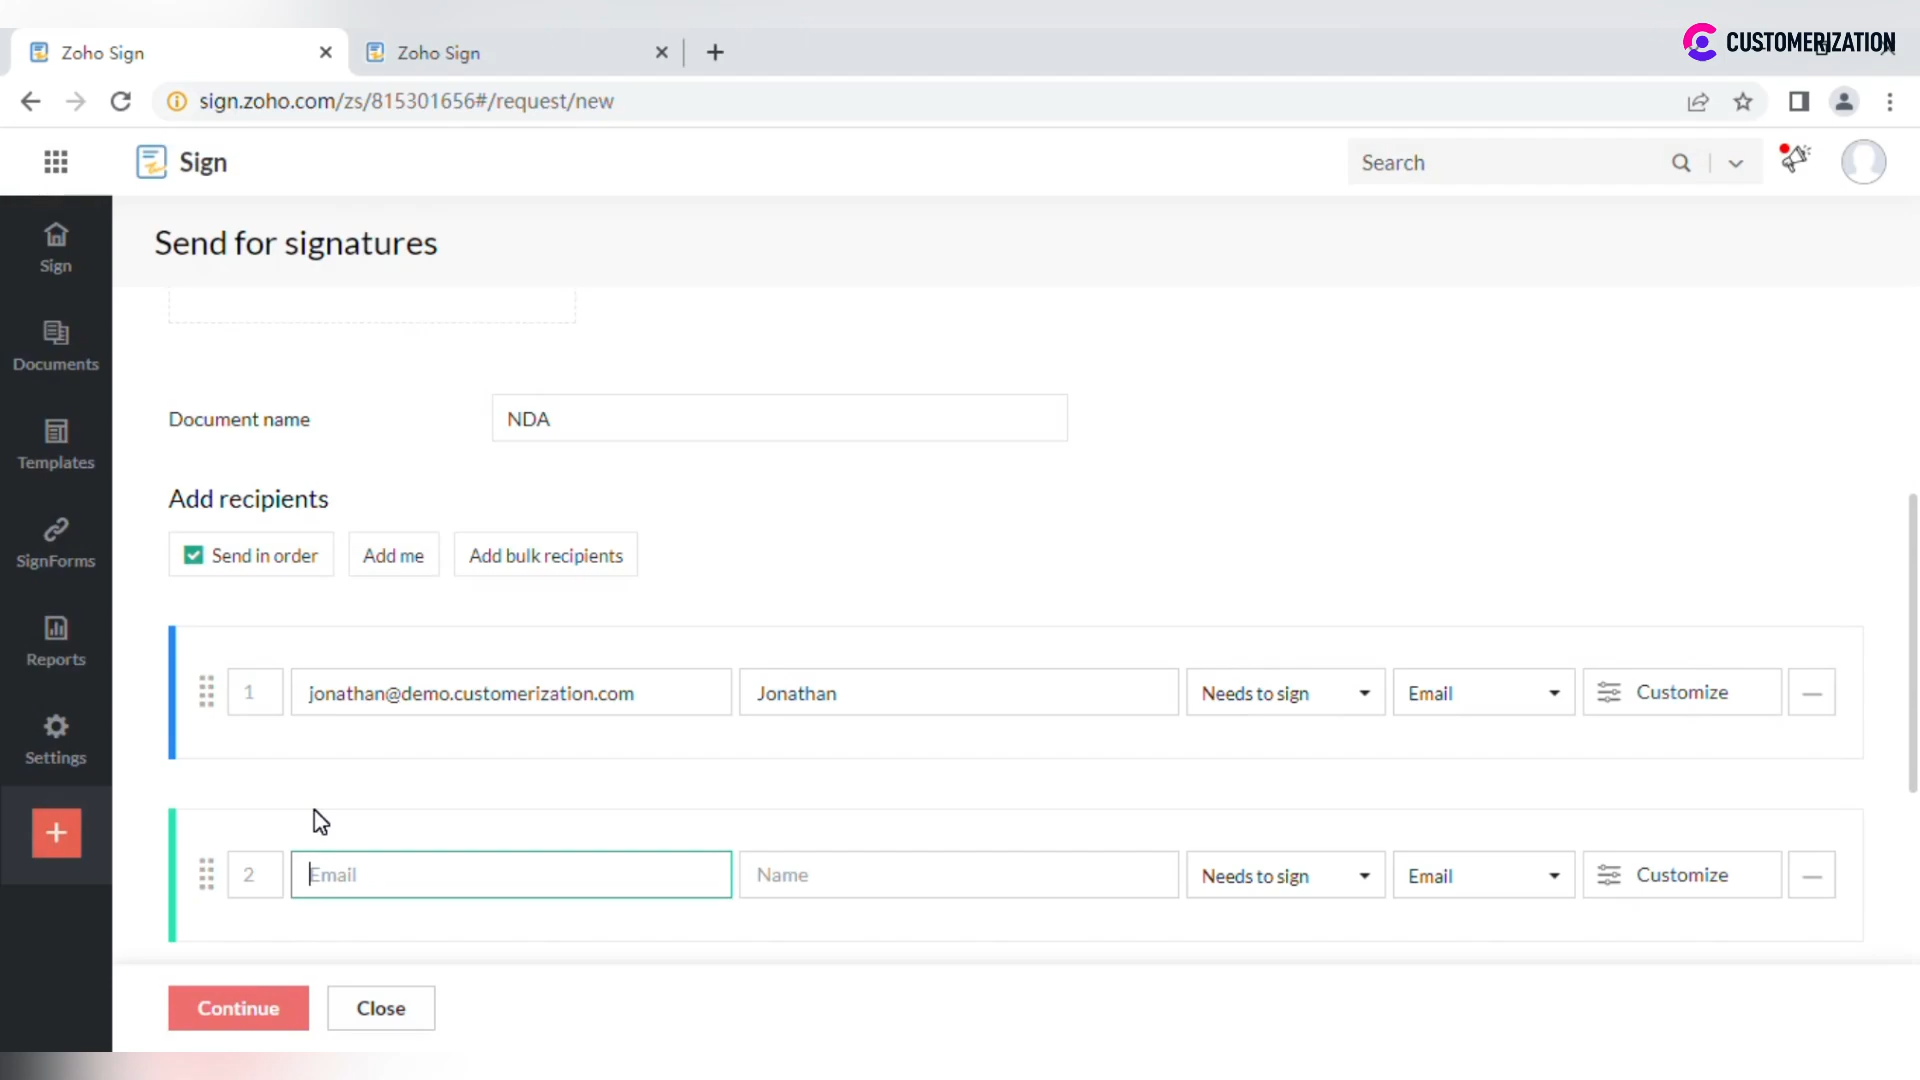 Zoho Sign
Zoho Sign
CUSTOMERIZATION
sign.zoho.com/zs/815301656#/request/new
Sign
Search
Sign
Documents
Templates
SignForms
Reports
Settings
Send for signatures
Document name
NDA
Add recipients
Send in order
Add me
Add bulk recipients
1
jonathan@demo.customerization.com
Jonathan
Needs to sign
Email
Customize
2
Email
Name
Needs to sign
Email
Customize
Continue
Close